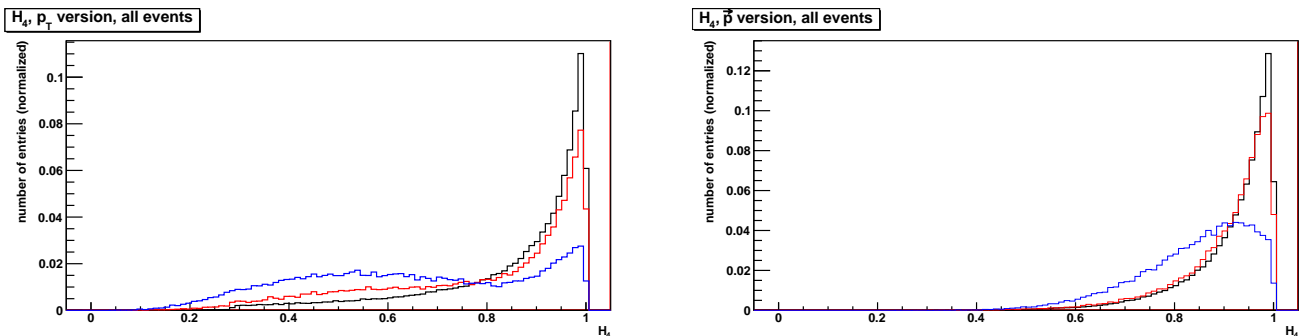 H₄, p_T version, all events
number of entries (normalized)
0.1
0.08
0.06
0.04
0.02
0
0 0.2 0.4 0.6 0.8 1
H₄
H₄, p⃗ version, all events
number of entries (normalized)
0.12
0.1
0.08
0.06
0.04
0.02
0
0 0.2 0.4 0.6 0.8 1
H₄